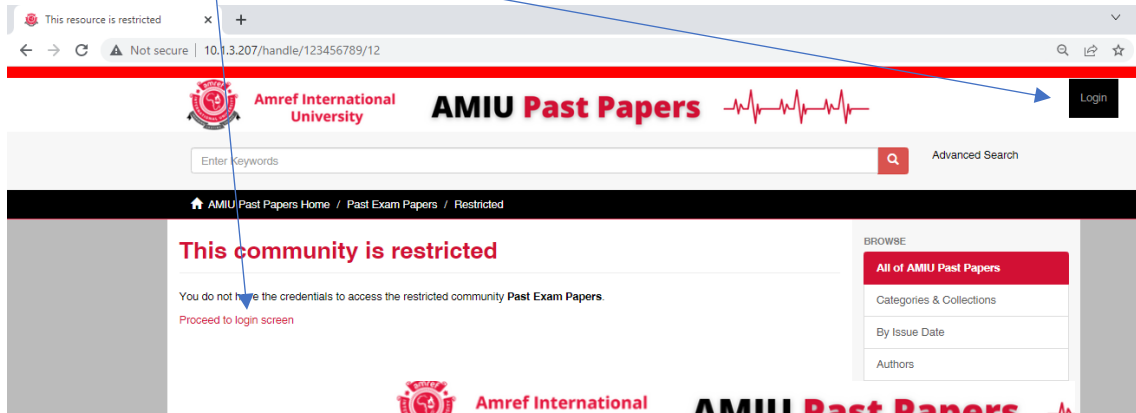 This resource is restricted
Not secure | 10.1.3.207/handle/123456789/12
amref
Amref International
University
AMIU Past Papers
Login
Enter Keywords
Advanced Search
AMIU Past Papers Home / Past Exam Papers / Restricted
This community is restricted
You do not have the credentials to access the restricted community Past Exam Papers.
Proceed to login screen
BROWSE
All of AMIU Past Papers
Categories & Collections
By Issue Date
Authors
amref
Amref International
AMIU Past Papers